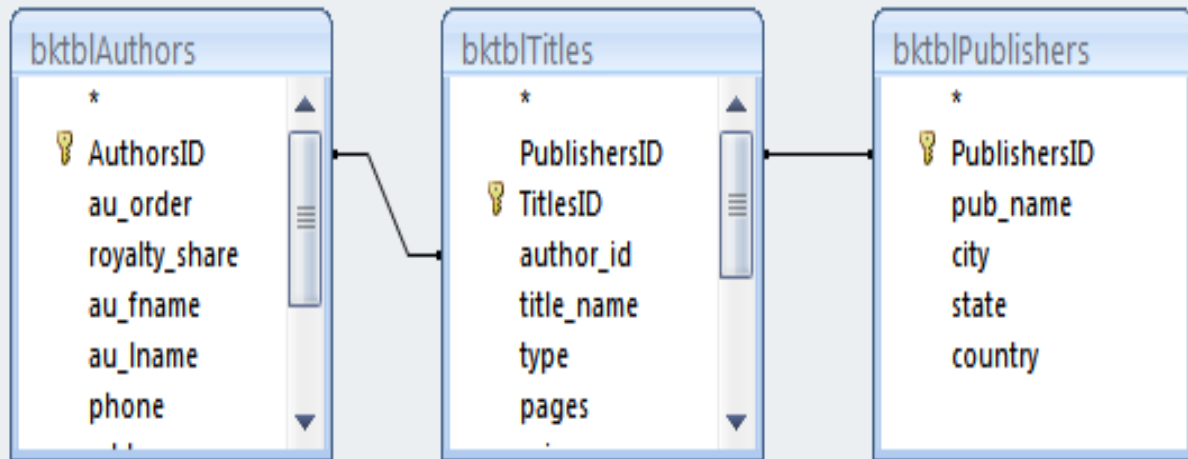 bktblAuthors
*
AuthorsID
au_order
royalty_share
au_fname
au_lname
phone
bktblTitles
*
PublishersID
TitlesID
author_id
title_name
type
pages
bktblPublishers
*
PublishersID
pub_name
city
state
country